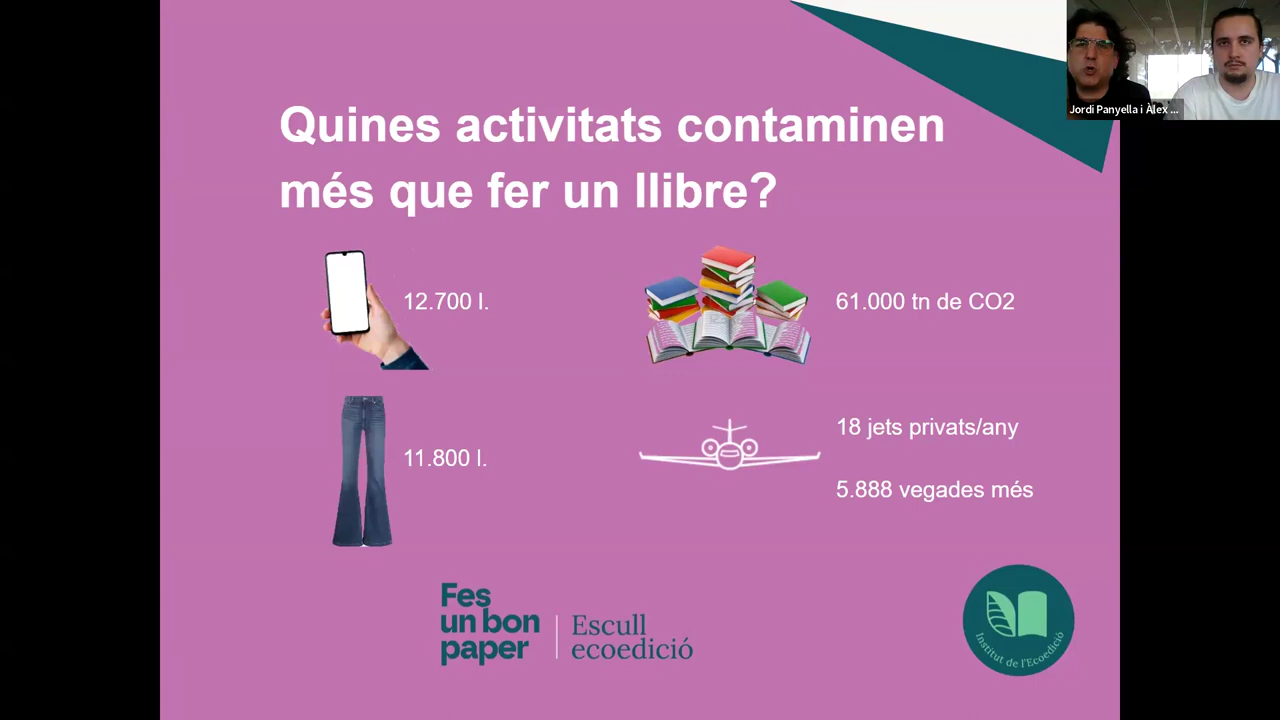 Quines activitats contaminen
més que fer un llibre?
12.700 l.
61.000 tn de CO2
11.800 l.
18 jets privats/any
5.888 vegades més
Fes
un bon
paper
Escull
ecoedició
Institut de l'Ecoedició
Jordi Panyella i Àlex ...